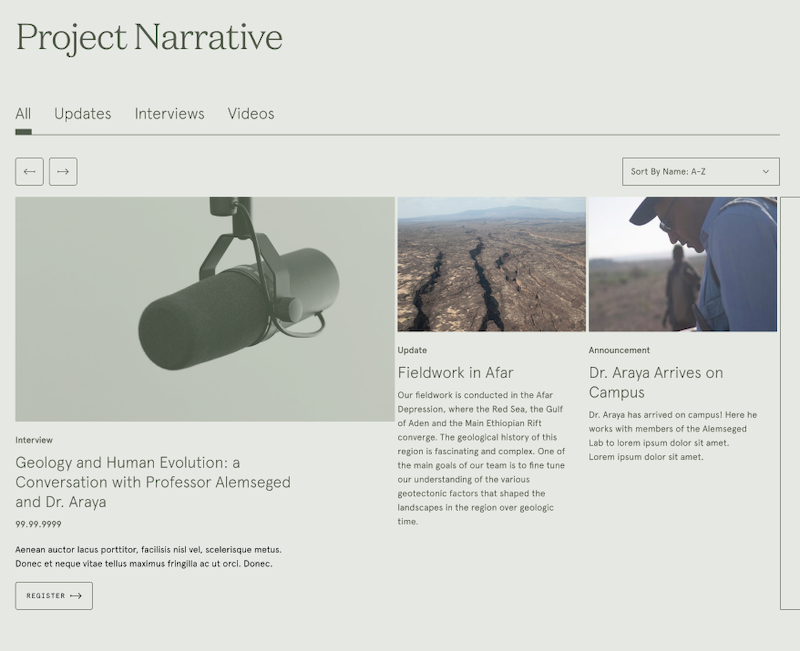 Project Narrative
All Updates Interviews Videos
Sort By Name: A-Z
Interview
Geology and Human Evolution: a
Conversation with Professor Alemseged
and Dr. Araya
99.99.9999
Aenean auctor lacus porttitor, facilisis nisl vel, scelerisque metus.
Donec et neque vitae tellus maximus fringilla ac ut orci. Donec.
REGISTER
Update
Fieldwork in Afar
Our fieldwork is conducted in the Afar
Depression, where the Red Sea, the Gulf
of Aden and the Main Ethiopian Rift
converge. The geological history of this
region is fascinating and complex. One of
the main goals of our team is to fine tune
our understanding of the various
geotectonic factors that shaped the
landscapes in the region over geologic
time.
Announcement
Dr. Araya Arrives on
Campus
Dr. Araya has arrived on campus! Here he
works with members of the Alemseged
Lab to lorem ipsum dolor sit amet.
Lorem ipsum dolor sit amet.